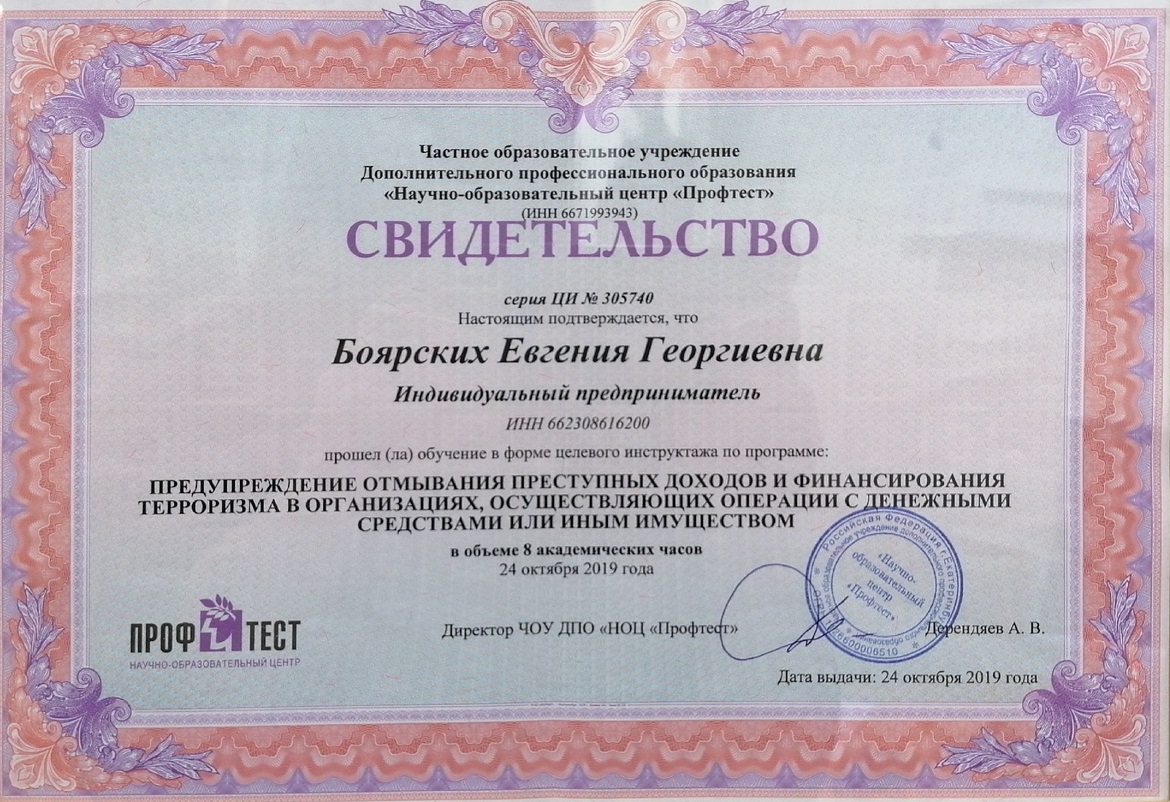 Частное образовательное учреждение
Дополнительного профессионального образования
«Научно-образовательный центр «Профтест»
(ИНН 6671993943)
СВИДЕТЕЛЬСТВО
серия ЦИ № 305740
Настоящим подтверждается, что
Боярских Евгения Георгиевна
Индивидуальный предприниматель
ИНН 662308616200
прошел (ла) обучение в форме целевого инструктажа по программе:
ПРЕДУПРЕЖДЕНИЕ ОТМЫВАНИЯ ПРЕСТУПНЫХ ДОХОДОВ И ФИНАНСИРОВАНИЯ
ТЕРРОРИЗМА В ОРГАНИЗАЦИЯХ, ОСУЩЕСТВЛЯЮЩИХ ОПЕРАЦИИ С ДЕНЕЖНЫМИ
СРЕДСТВАМИ ИЛИ ИНЫМ ИМУЩЕСТВОМ
в объеме 8 академических часов
24 октября 2019 года
Российская Федерация г.Екатеринбург
«Научно-
образовательный
центр
«Профтест»
ПРОФ ТЕСТ
НАУЧНО-ОБРАЗОВАТЕЛЬНЫЙ ЦЕНТР
Директор ЧОУ ДПО «НОЦ «Профтест» Дерендяев А. В.
Дата выдачи: 24 октября 2019 года